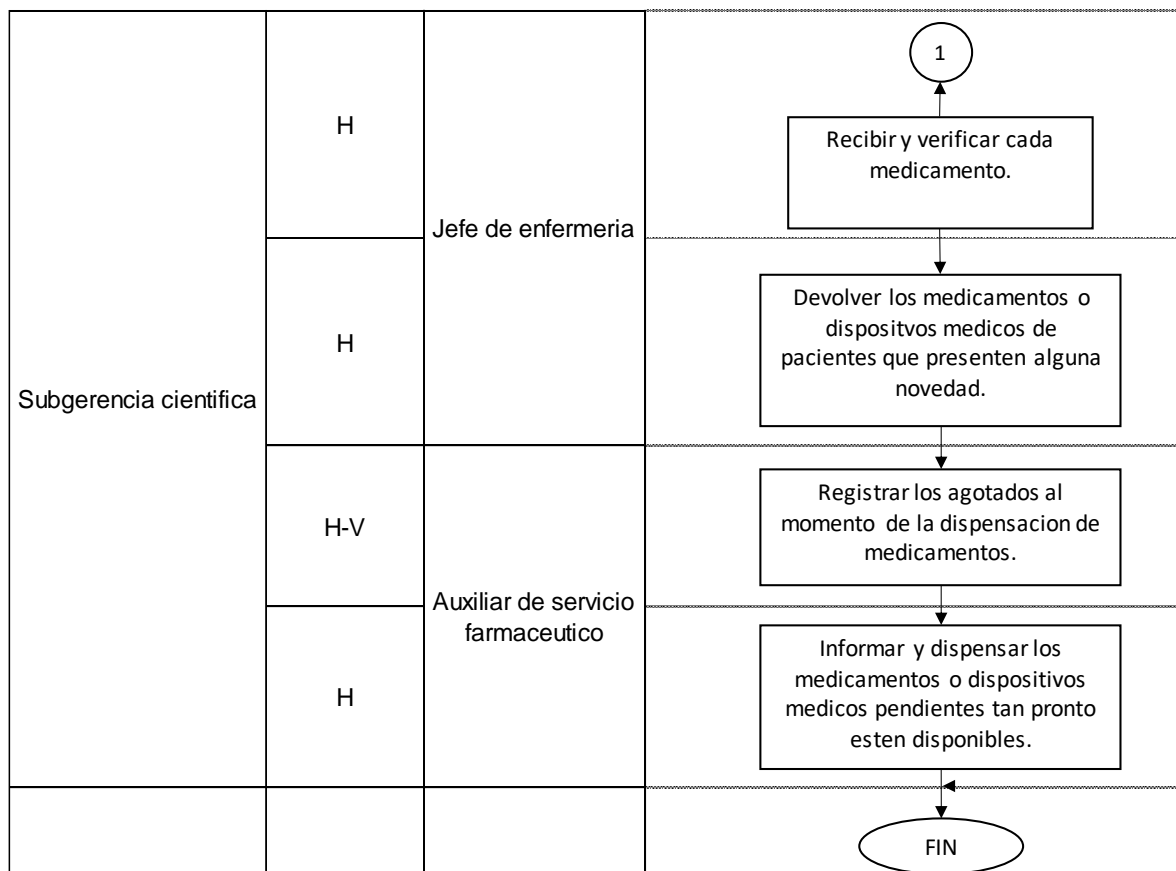 1
H
Recibir y verificar cada
medicamento.
Jefe de enfermeria
H
Devolver los medicamentos o
dispositvos medicos de
pacientes que presenten alguna
novedad.
Subgerencia cientifica
H-V
Registrar los agotados al
momento de la dispensacion de
medicamentos.
Auxiliar de servicio
farmaceutico
H
Informar y dispensar los
medicamentos o dispositivos
medicos pendientes tan pronto
esten disponibles.
FIN